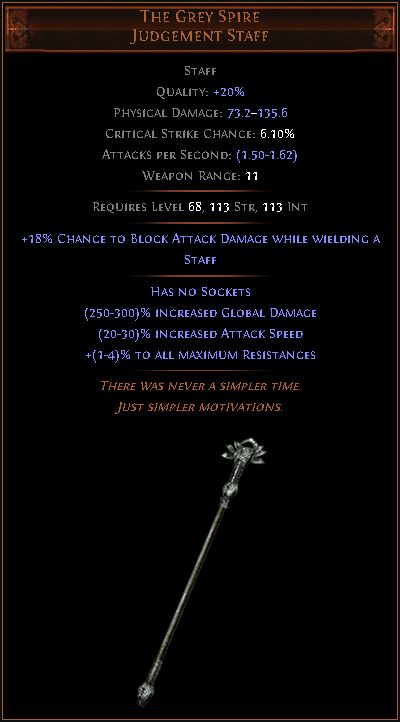 The Grey Spire
Judgement Staff
Staff
Quality: +20%
Physical Damage: 73.2–135.6
Critical Strike Chance: 6.10%
Attacks per Second: (1.50-1.62)
Weapon Range: 11
Requires Level 68, 113 Str, 113 Int
+18% Chance to Block Attack Damage while wielding a
Staff
Has no Sockets
(250-300)% increased Global Damage
(20-30)% increased Attack Speed
+(1-4)% to all maximum Resistances
There was never a simpler time.
Just simpler motivations.